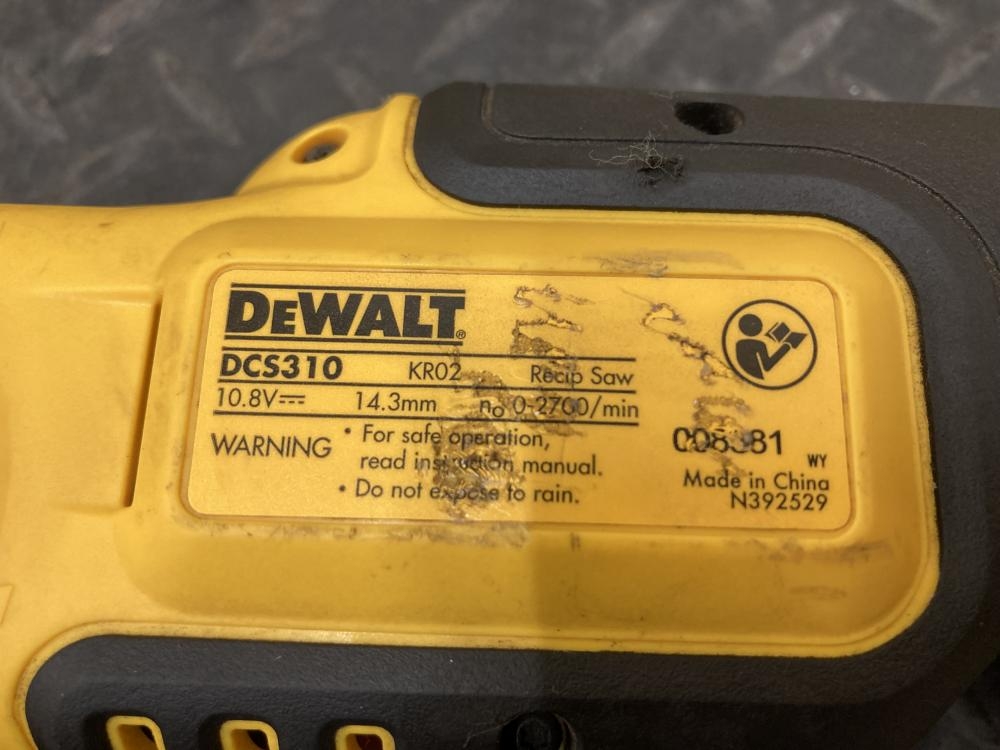 DEWALT®
DCS310 KR02 Recip Saw
10.8V 14.3mm n₀ 0-2700/min
WARNING • For safe operation,
read instruction manual.
• Do not expose to rain.
WY
Made in China
N392529